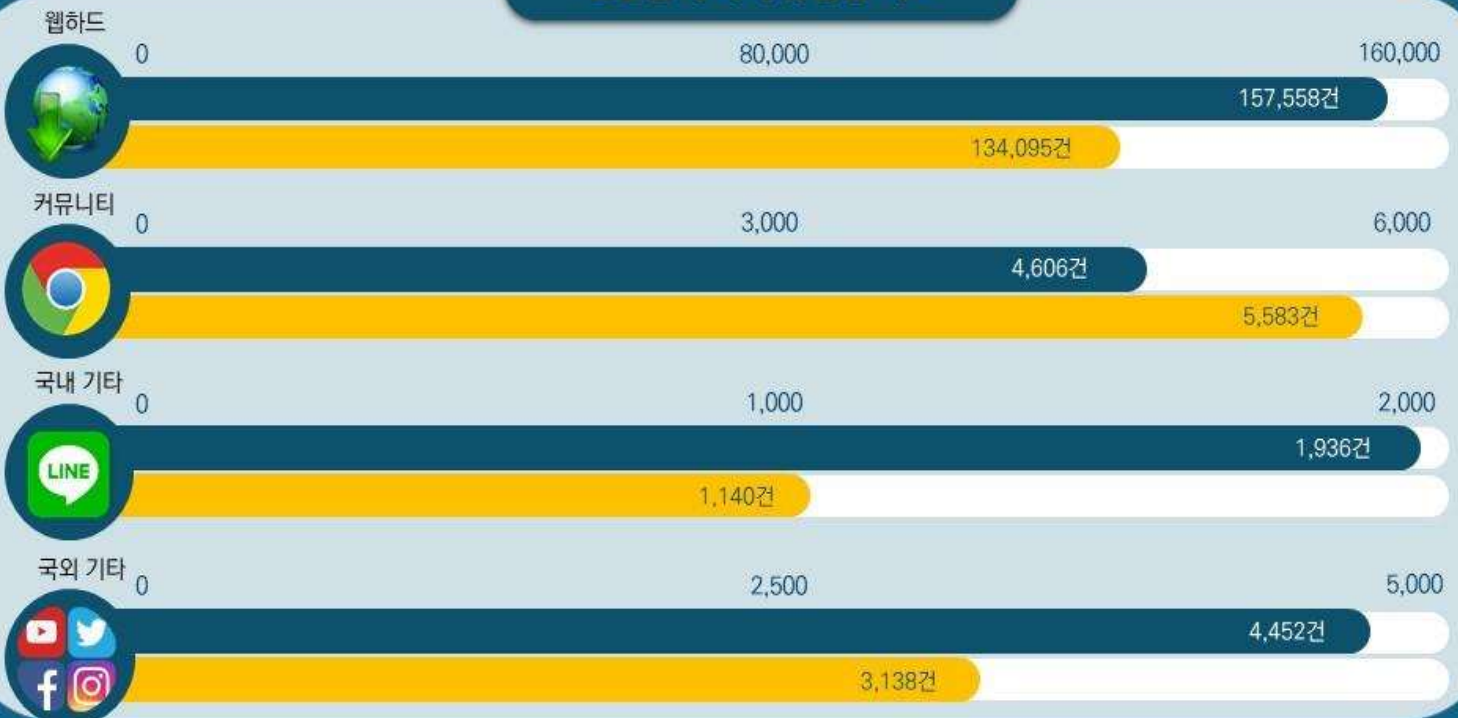 웹하드
0 80,000 160,000
157,558건
134,095건
커뮤니티
0 3,000 6,000
4,606건
5,583건
국내 기타
0 1,000 2,000
LINE
1,936건
1,140건
국외 기타
0 2,500 5,000
4,452건
3,138건